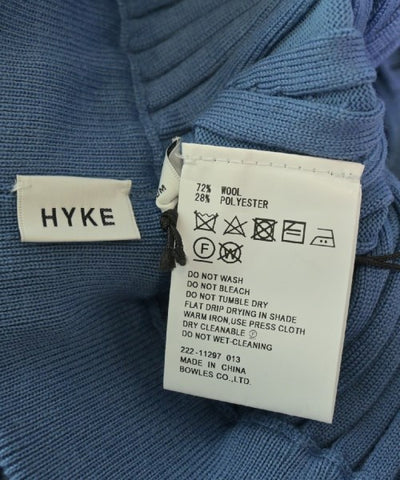 HYKE
72% WOOL
28% POLYESTER
F W
DO NOT WASH
DO NOT BLEACH
DO NOT TUMBLE DRY
FLAT DRIP DRYING IN SHADE
WARM IRON,USE PRESS CLOTH
DRY CLEANABLE Ⓕ
DO NOT WET-CLEANING
222-11297 013
MADE IN CHINA
BOWLES CO.,LTD.